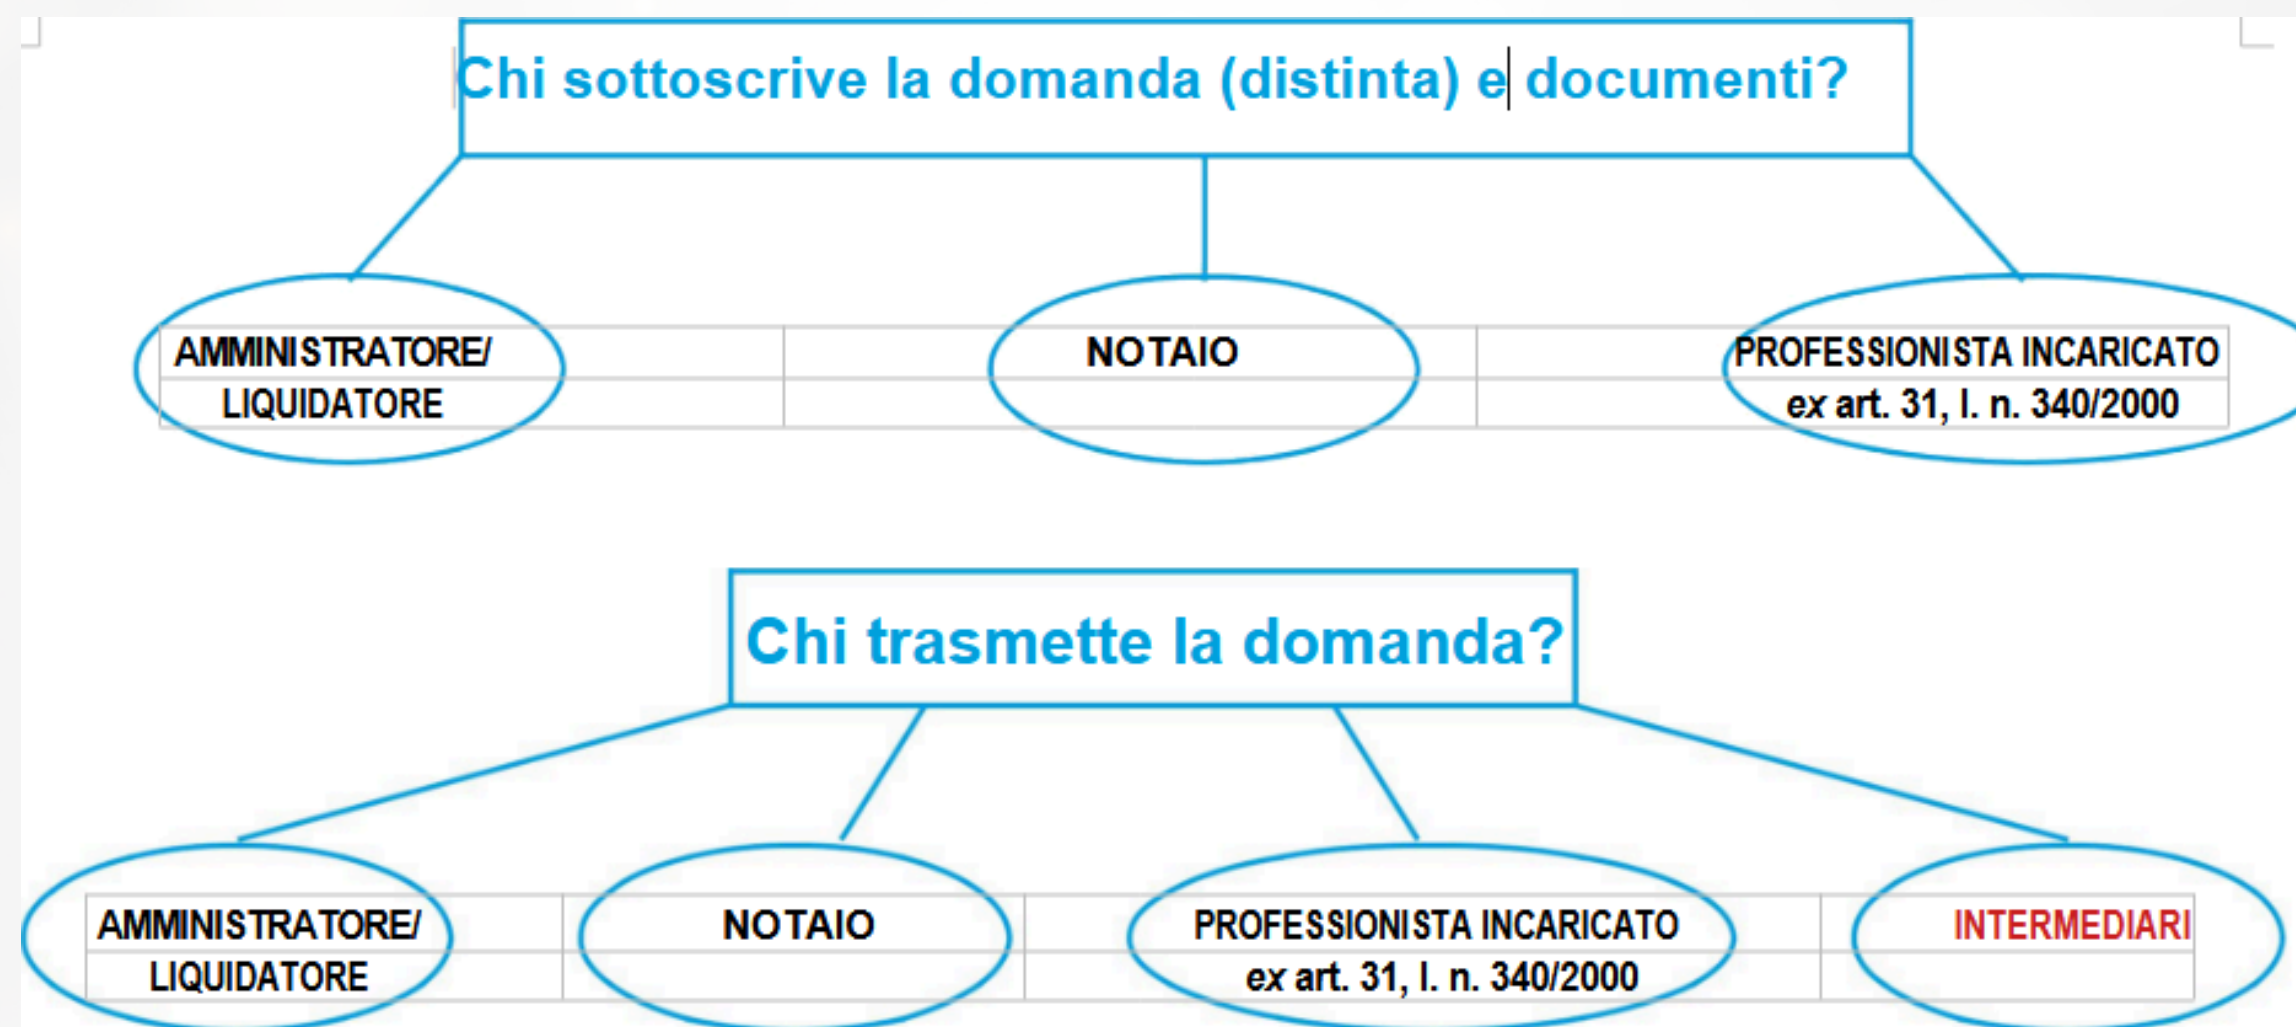 Chi sottoscrive la domanda (distinta) e documenti?
AMMINISTRATORE/
LIQUIDATORE
NOTAIO
PROFESSIONISTA INCARICATO
ex art. 31, l. n. 340/2000
Chi trasmette la domanda?
AMMINISTRATORE/
LIQUIDATORE
NOTAIO
PROFESSIONISTA INCARICATO
ex art. 31, l. n. 340/2000
INTERMEDIARI